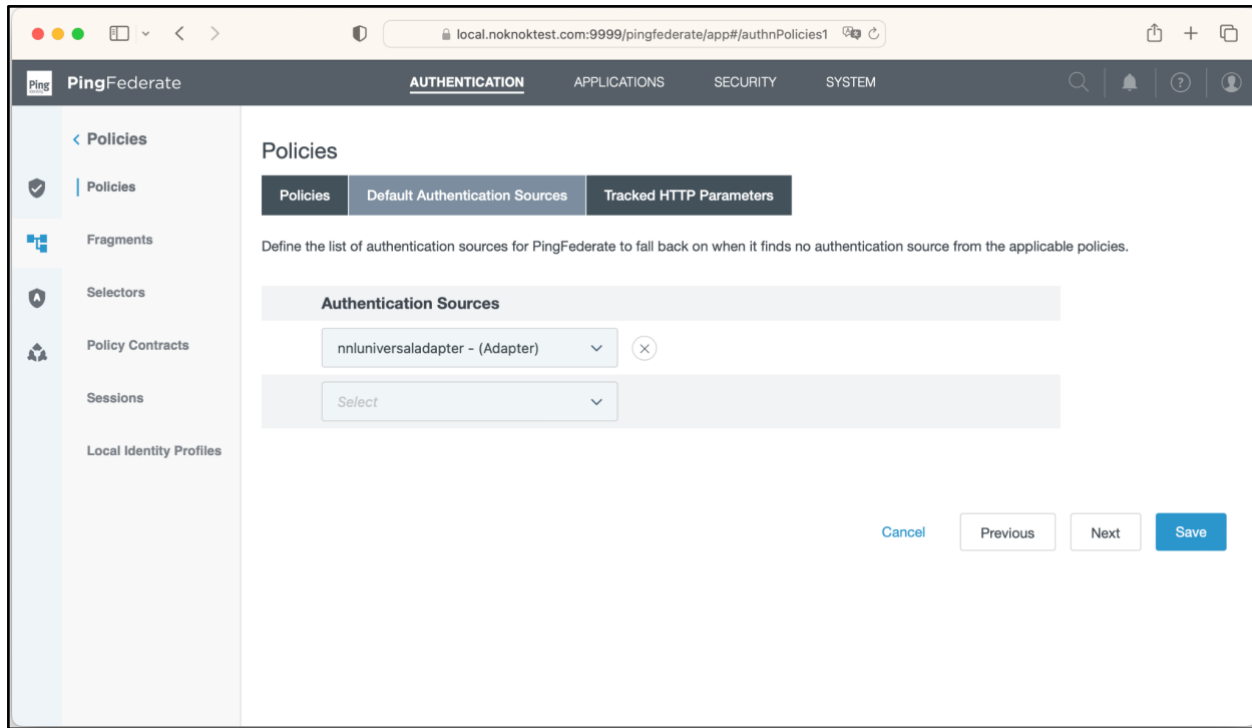 local.noknoktest.com:9999/pingfederate/app#/authnPolicies1
Ping
PingFederate
AUTHENTICATION
APPLICATIONS
SECURITY
SYSTEM
Policies
Policies
Fragments
Selectors
Policy Contracts
Sessions
Local Identity Profiles
Policies
Policies
Default Authentication Sources
Tracked HTTP Parameters
Define the list of authentication sources for PingFederate to fall back on when it finds no authentication source from the applicable policies.
Authentication Sources
nnluniversaladapter - (Adapter)
Select
Cancel
Previous
Next
Save